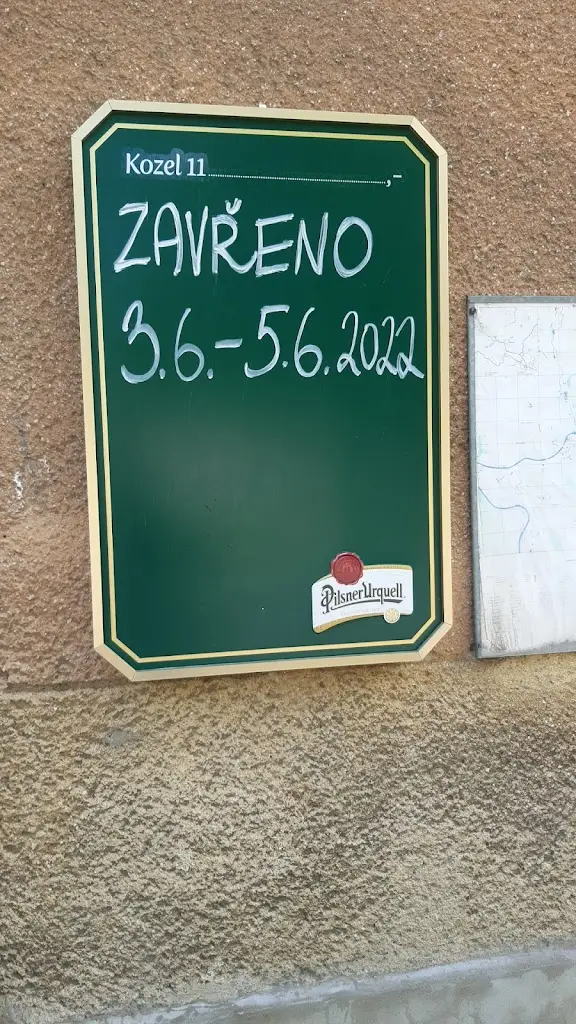 Kozel 11 ,-
ZAVŘENO
3.6.-5.6.2022
Pilsner Urquell